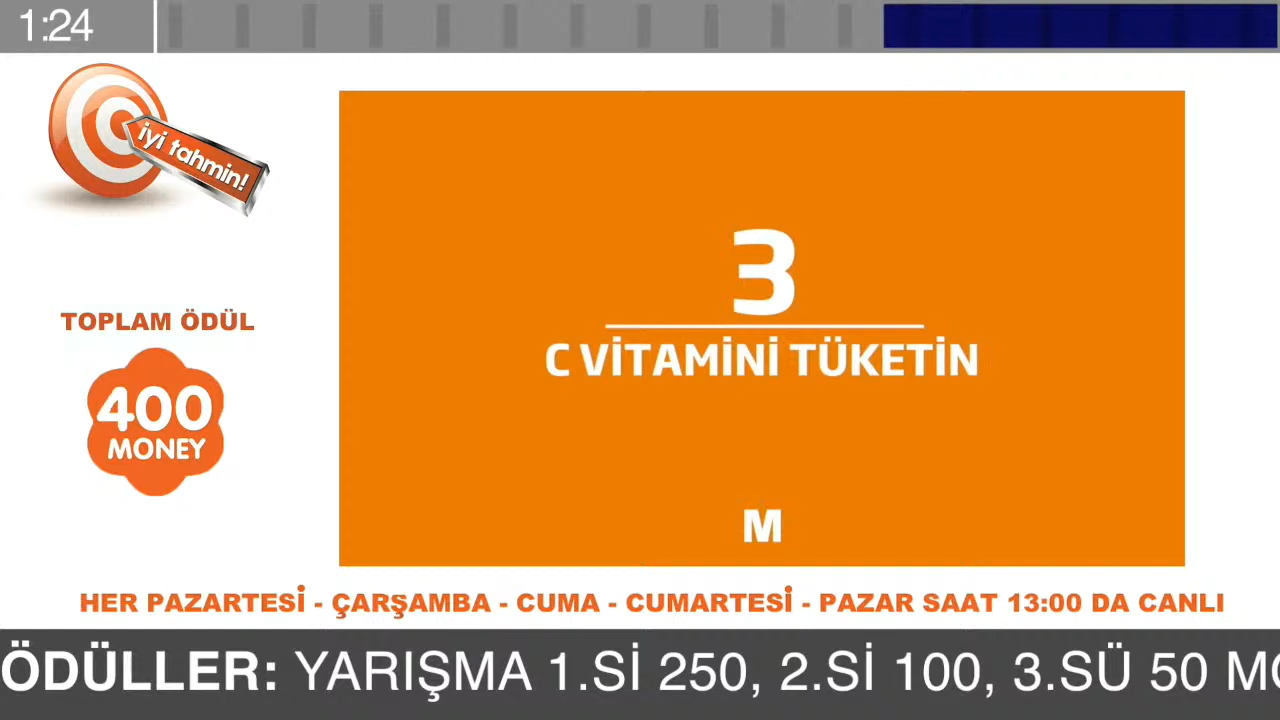 1:24
iyi tahmin!
3
C VİTAMİNİ TÜKETİN
TOPLAM ÖDÜL
400
MONEY
M
HER PAZARTESİ - ÇARŞAMBA - CUMA - CUMARTESİ - PAZAR SAAT 13:00 DA CANLI
ÖDÜLLER: YARIŞMA 1.Sİ 250, 2.Sİ 100, 3.SÜ 50 MO